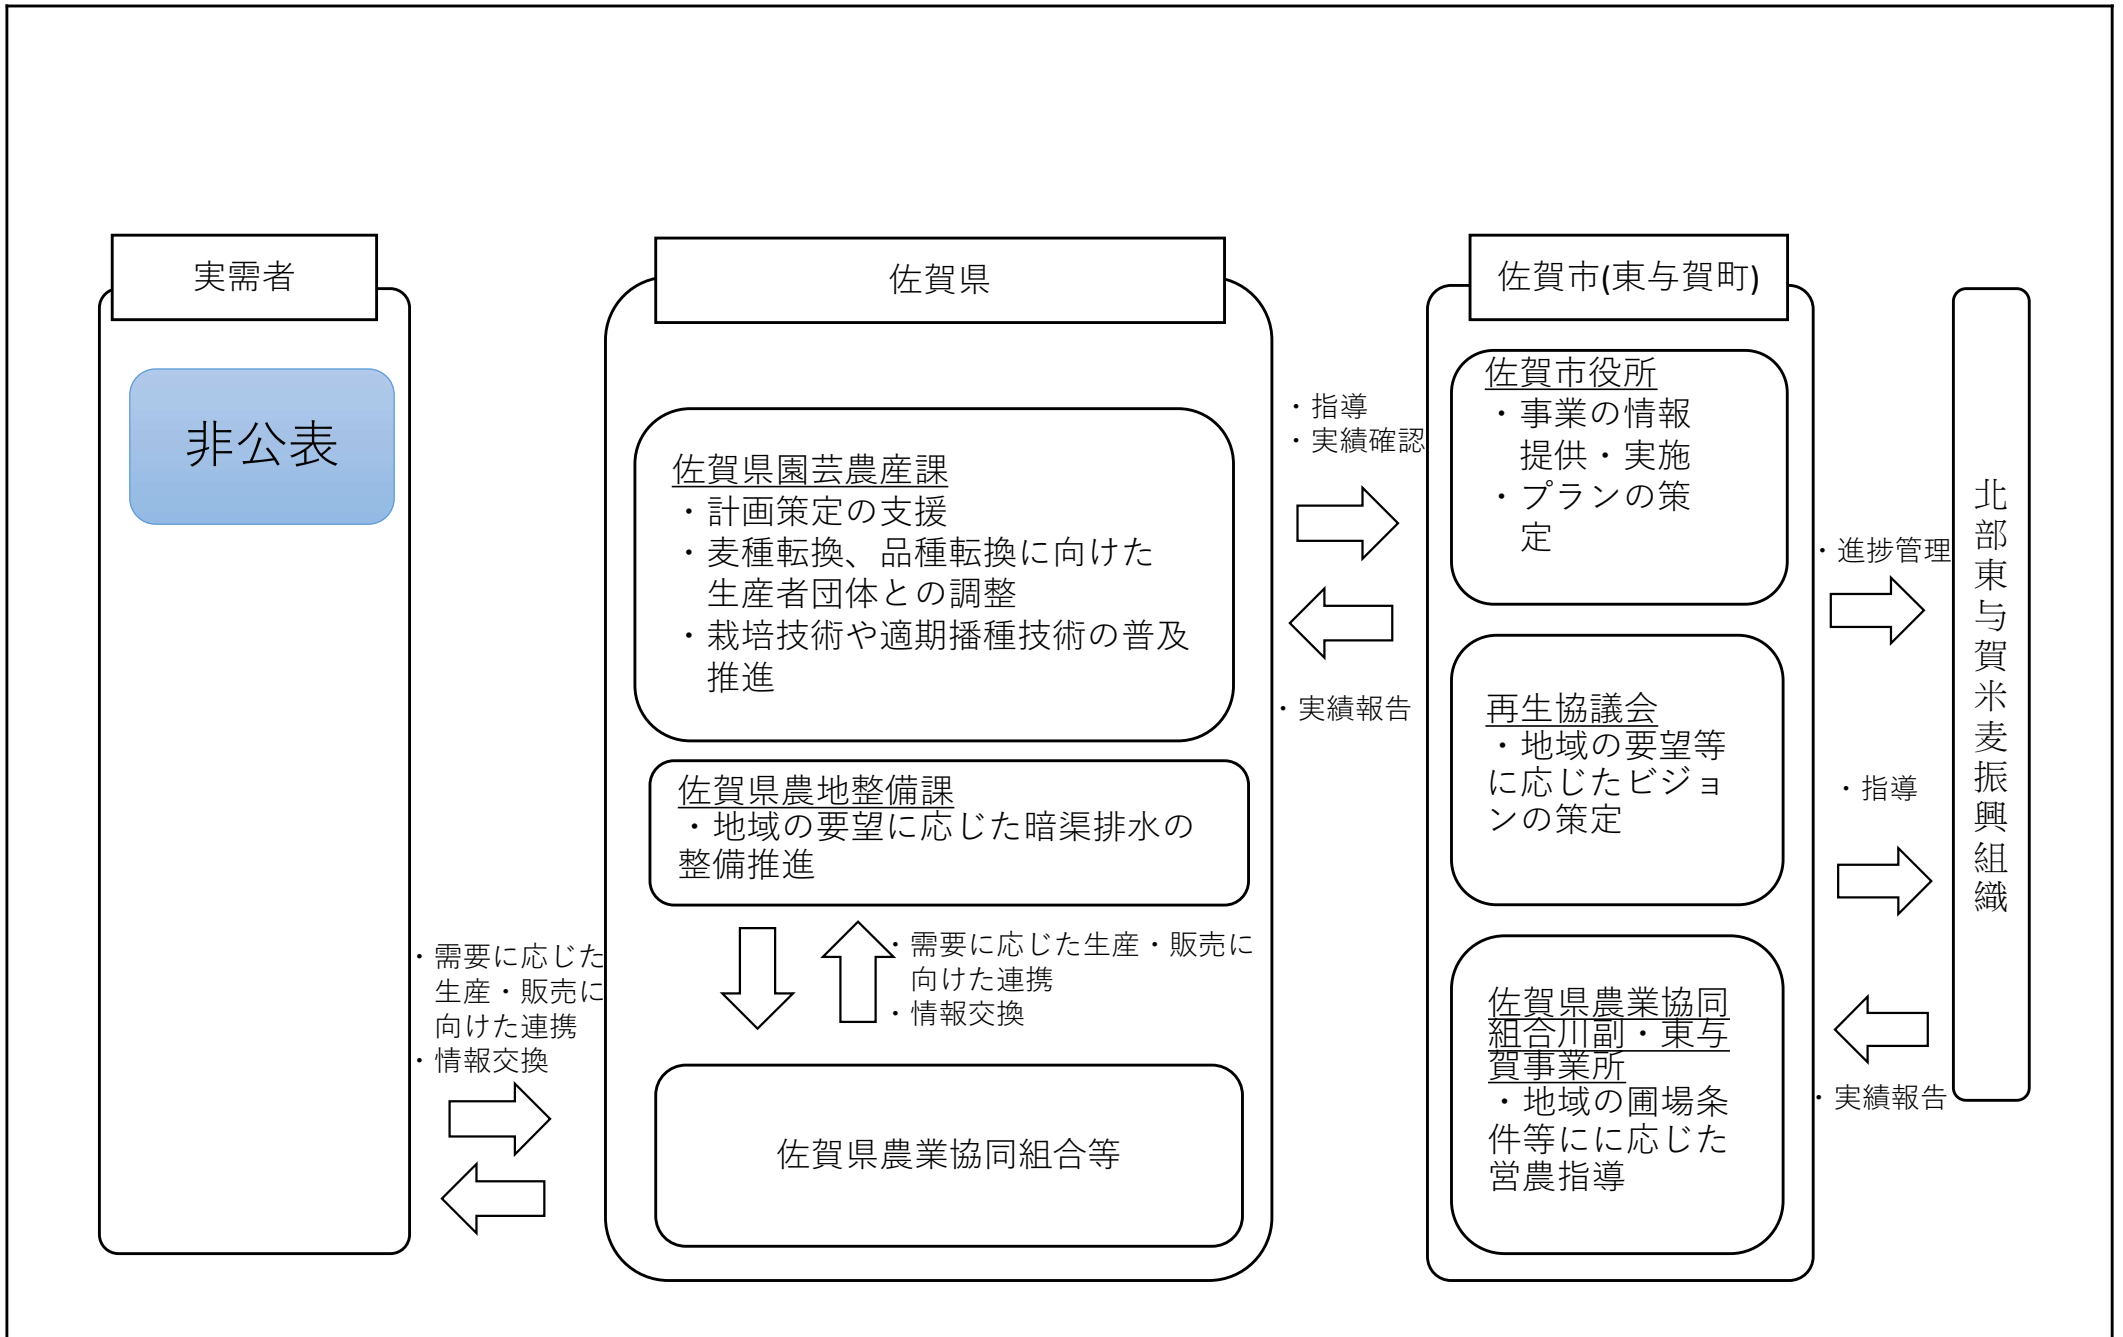 実需者
非公表
・需要に応じた
生産・販売に
向けた連携
・情報交換
佐賀県
佐賀県園芸農産課
・計画策定の支援
・麦種転換、品種転換に向けた
生産者団体との調整
・栽培技術や適期播種技術の普及
推進
佐賀県農地整備課
・地域の要望に応じた暗渠排水の
整備推進
・需要に応じた生産・販売に
向けた連携
・情報交換
佐賀県農業協同組合等
・指導
・実績確認
・実績報告
佐賀市(東与賀町)
佐賀市役所
・事業の情報
提供・実施
・プランの策
定
再生協議会
・地域の要望等
に応じたビジョ
ンの策定
佐賀県農業協同
組合川副・東与
賀事業所
・地域の圃場条
件等にに応じた
営農指導
・進捗管理
・指導
・実績報告
北部東与賀米麦振興組織